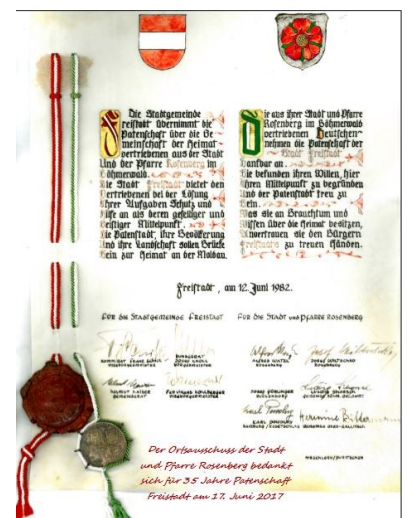 Die Stadtgemeinde
Freistadt übernimmt die
Patenschaft über die Ge
meinschaft der Heimat
vertriebenen aus der Stadt
Und der Pfarre Rosenberg im
Böhmerwald.
Die Stadt Freistadt bietet den
Vertriebenen bei der Lösung
Ihrer Aufgaben Schutz und
Hilfe an als deren geselliger und
Geistiger Mittelpunkt.
Die Patenstadt, ihre Bevölkerung
Und ihre Landschaft sollen Brücke
Sein zur Heimat an der Moldau.
Die aus ihrer Stadt und Pfarre
Rosenberg im Böhmerwald
vertriebenen Deutschen
nehmen die Patenschaft der
Stadt Freistadt
Dankbar an.
Sie bekunden ihren Willen, hier
Ihren Mittelpunkt zu begründen
Und der Patenstadt treu zu
Sein.
Was sie an Brauchtum und
Wissen über die Heimat besitzen,
Anvertrauen sie den Bürgern
Freistadts zu treuen Händen.
Freistadt, am 12. Juni 1982.
FÜR DIE STADTGEMEINDE FREISTADT
FÜR DIE STADT UND PFARRE ROSENBERG
Der Ortsausschuss der Stadt
und Pfarre Rosenberg bedankt
sich für 35 Jahre Patenschaft
Freistadt am 17. Juni 2017